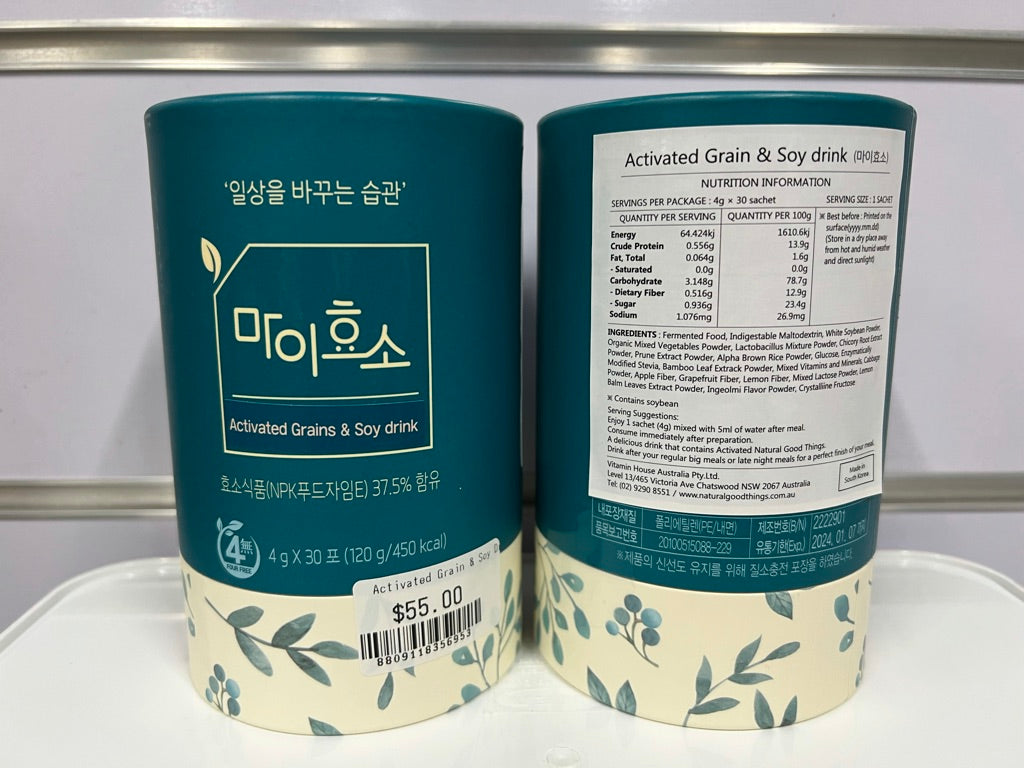 ‘일상을 바꾸는 습관’
마이효소
Activated Grains & Soy drink
효소식품(NPK푸드자임E) 37.5% 함유
4無
FOUR FREE
4 g X 30 포 (120 g/450 kcal)
Activated Grain & Soy D
$55.00
8809118356953
Activated Grain & Soy drink (마이효소)
NUTRITION INFORMATION
SERVINGS PER PACKAGE : 4g × 30 sachet SERVING SIZE : 1 SACHET
QUANTITY PER SERVING QUANTITY PER 100g
Energy 64.424kj 1610.6kj
Crude Protein 0.556g 13.9g
Fat, Total 0.064g 1.6g
- Saturated 0.0g 0.0g
Carbohydrate 3.148g 78.7g
- Dietary Fiber 0.516g 12.9g
- Sugar 0.936g 23.4g
Sodium 1.076mg 26.9mg
※ Best before : Printed on the
surface(yyyy.mm.dd)
(Store in a dry place away
from hot and humid weather
and direct sunlight)
INGREDIENTS : Fermented Food, Indigestable Maltodextrin, White Soybean Powder,
Organic Mixed Vegetables Powder, Lactobacillus Mixture Powder, Chicory Root Extract
Powder, Prune Extract Powder, Alpha Brown Rice Powder, Glucose, Enzymatically
Modified Stevia, Bamboo Leaf Extrack Powder, Mixed Vitamins and Minerals, Cabbage
Powder, Apple Fiber, Grapefruit Fiber, Lemon Fiber, Mixed Lactose Powder, Lemon
Balm Leaves Extract Powder, Ingeolmi Flavor Powder, Crystalliine Fructose
※ Contains soybean
Serving Suggestions:
Enjoy 1 sachet (4g) mixed with 5ml of water after meal.
Consume immediately after preparation.
A delicious drink that contains Activated Natural Good Things.
Drink after your regular big meals or late night meals for a perfect finish of your meal.
Vitamin House Australia Pty.Ltd.
Level 13/465 Victoria Ave Chatswood NSW 2067 Australia
Tel: (02) 9290 8551 / www.naturalgoodthings.com.au
Made in
South Korea
내포장재질 폴리에틸렌(PE/내면) 제조번호(B/N) 2222901
품목보고번호 20100515088-229 유통기한(Exp.) 2024. 01. 07 까지
※제품의 신선도 유지를 위해 질소충전 포장을 하였습니다.